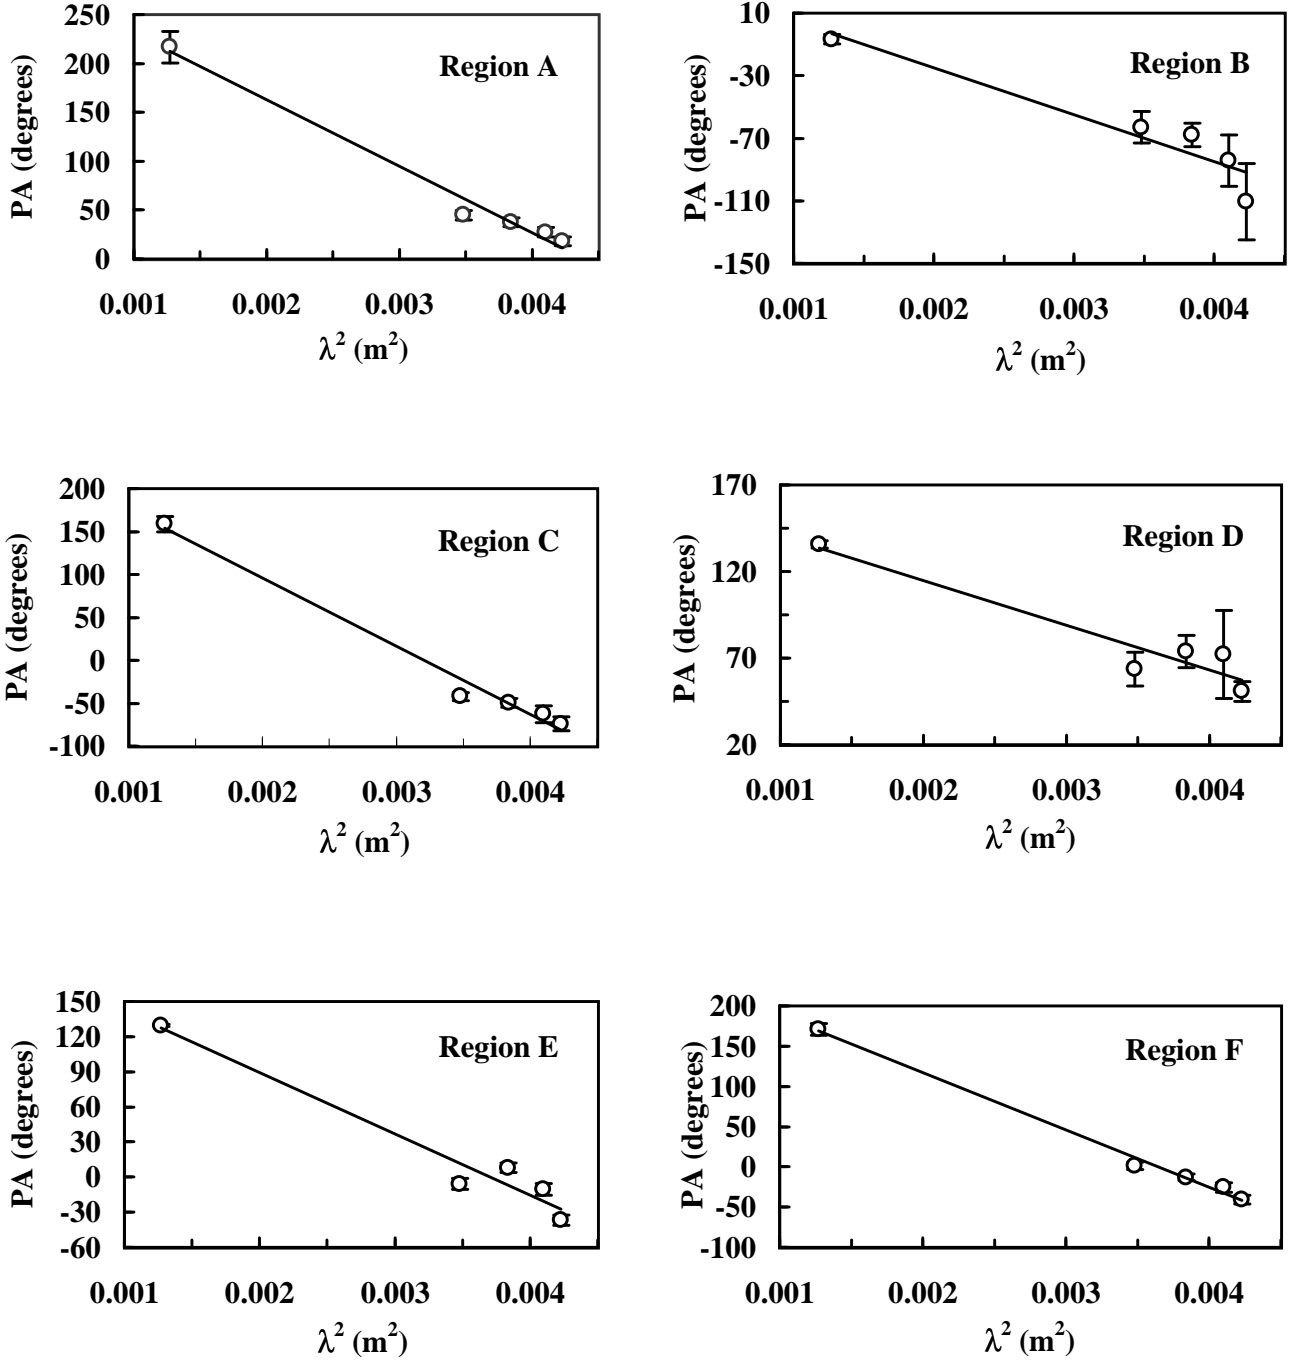 250
200
150
100
50
0
PA (degrees)
Region A
0.001 0.002 0.003 0.004
λ² (m²)
10
-30
-70
-110
-150
PA (degrees)
Region B
0.001 0.002 0.003 0.004
λ² (m²)
200
150
100
50
0
-50
-100
PA (degrees)
Region C
0.001 0.002 0.003 0.004
λ² (m²)
170
120
70
20
PA (degrees)
Region D
0.001 0.002 0.003 0.004
λ² (m²)
150
120
90
60
30
0
-30
-60
PA (degrees)
Region E
0.001 0.002 0.003 0.004
λ² (m²)
200
150
100
50
0
-50
-100
PA (degrees)
Region F
0.001 0.002 0.003 0.004
λ² (m²)